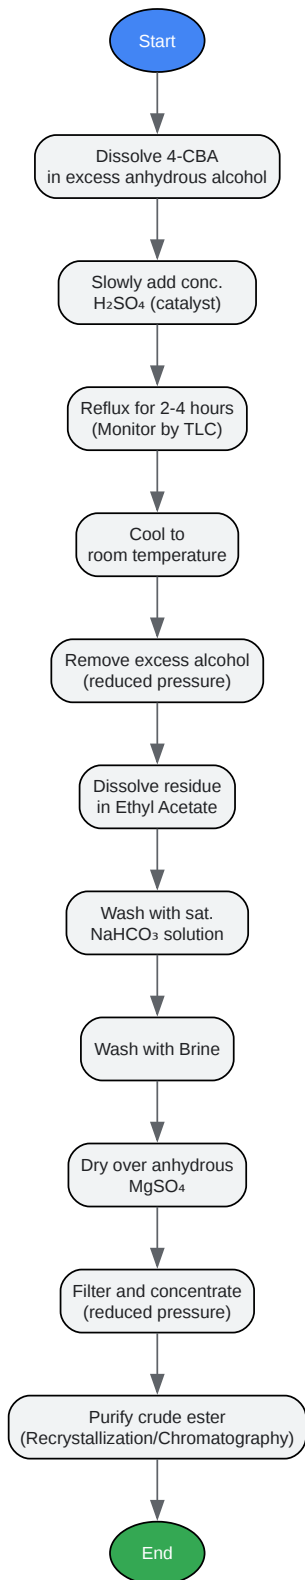 Start
Dissolve 4-CBA
in excess anhydrous alcohol
Slowly add conc.
H₂SO₄ (catalyst)
Reflux for 2-4 hours
(Monitor by TLC)
Cool to
room temperature
Remove excess alcohol
(reduced pressure)
Dissolve residue
in Ethyl Acetate
Wash with sat.
NaHCO₃ solution
Wash with Brine
Dry over anhydrous
MgSO₄
Filter and concentrate
(reduced pressure)
Purify crude ester
(Recrystallization/Chromatography)
End